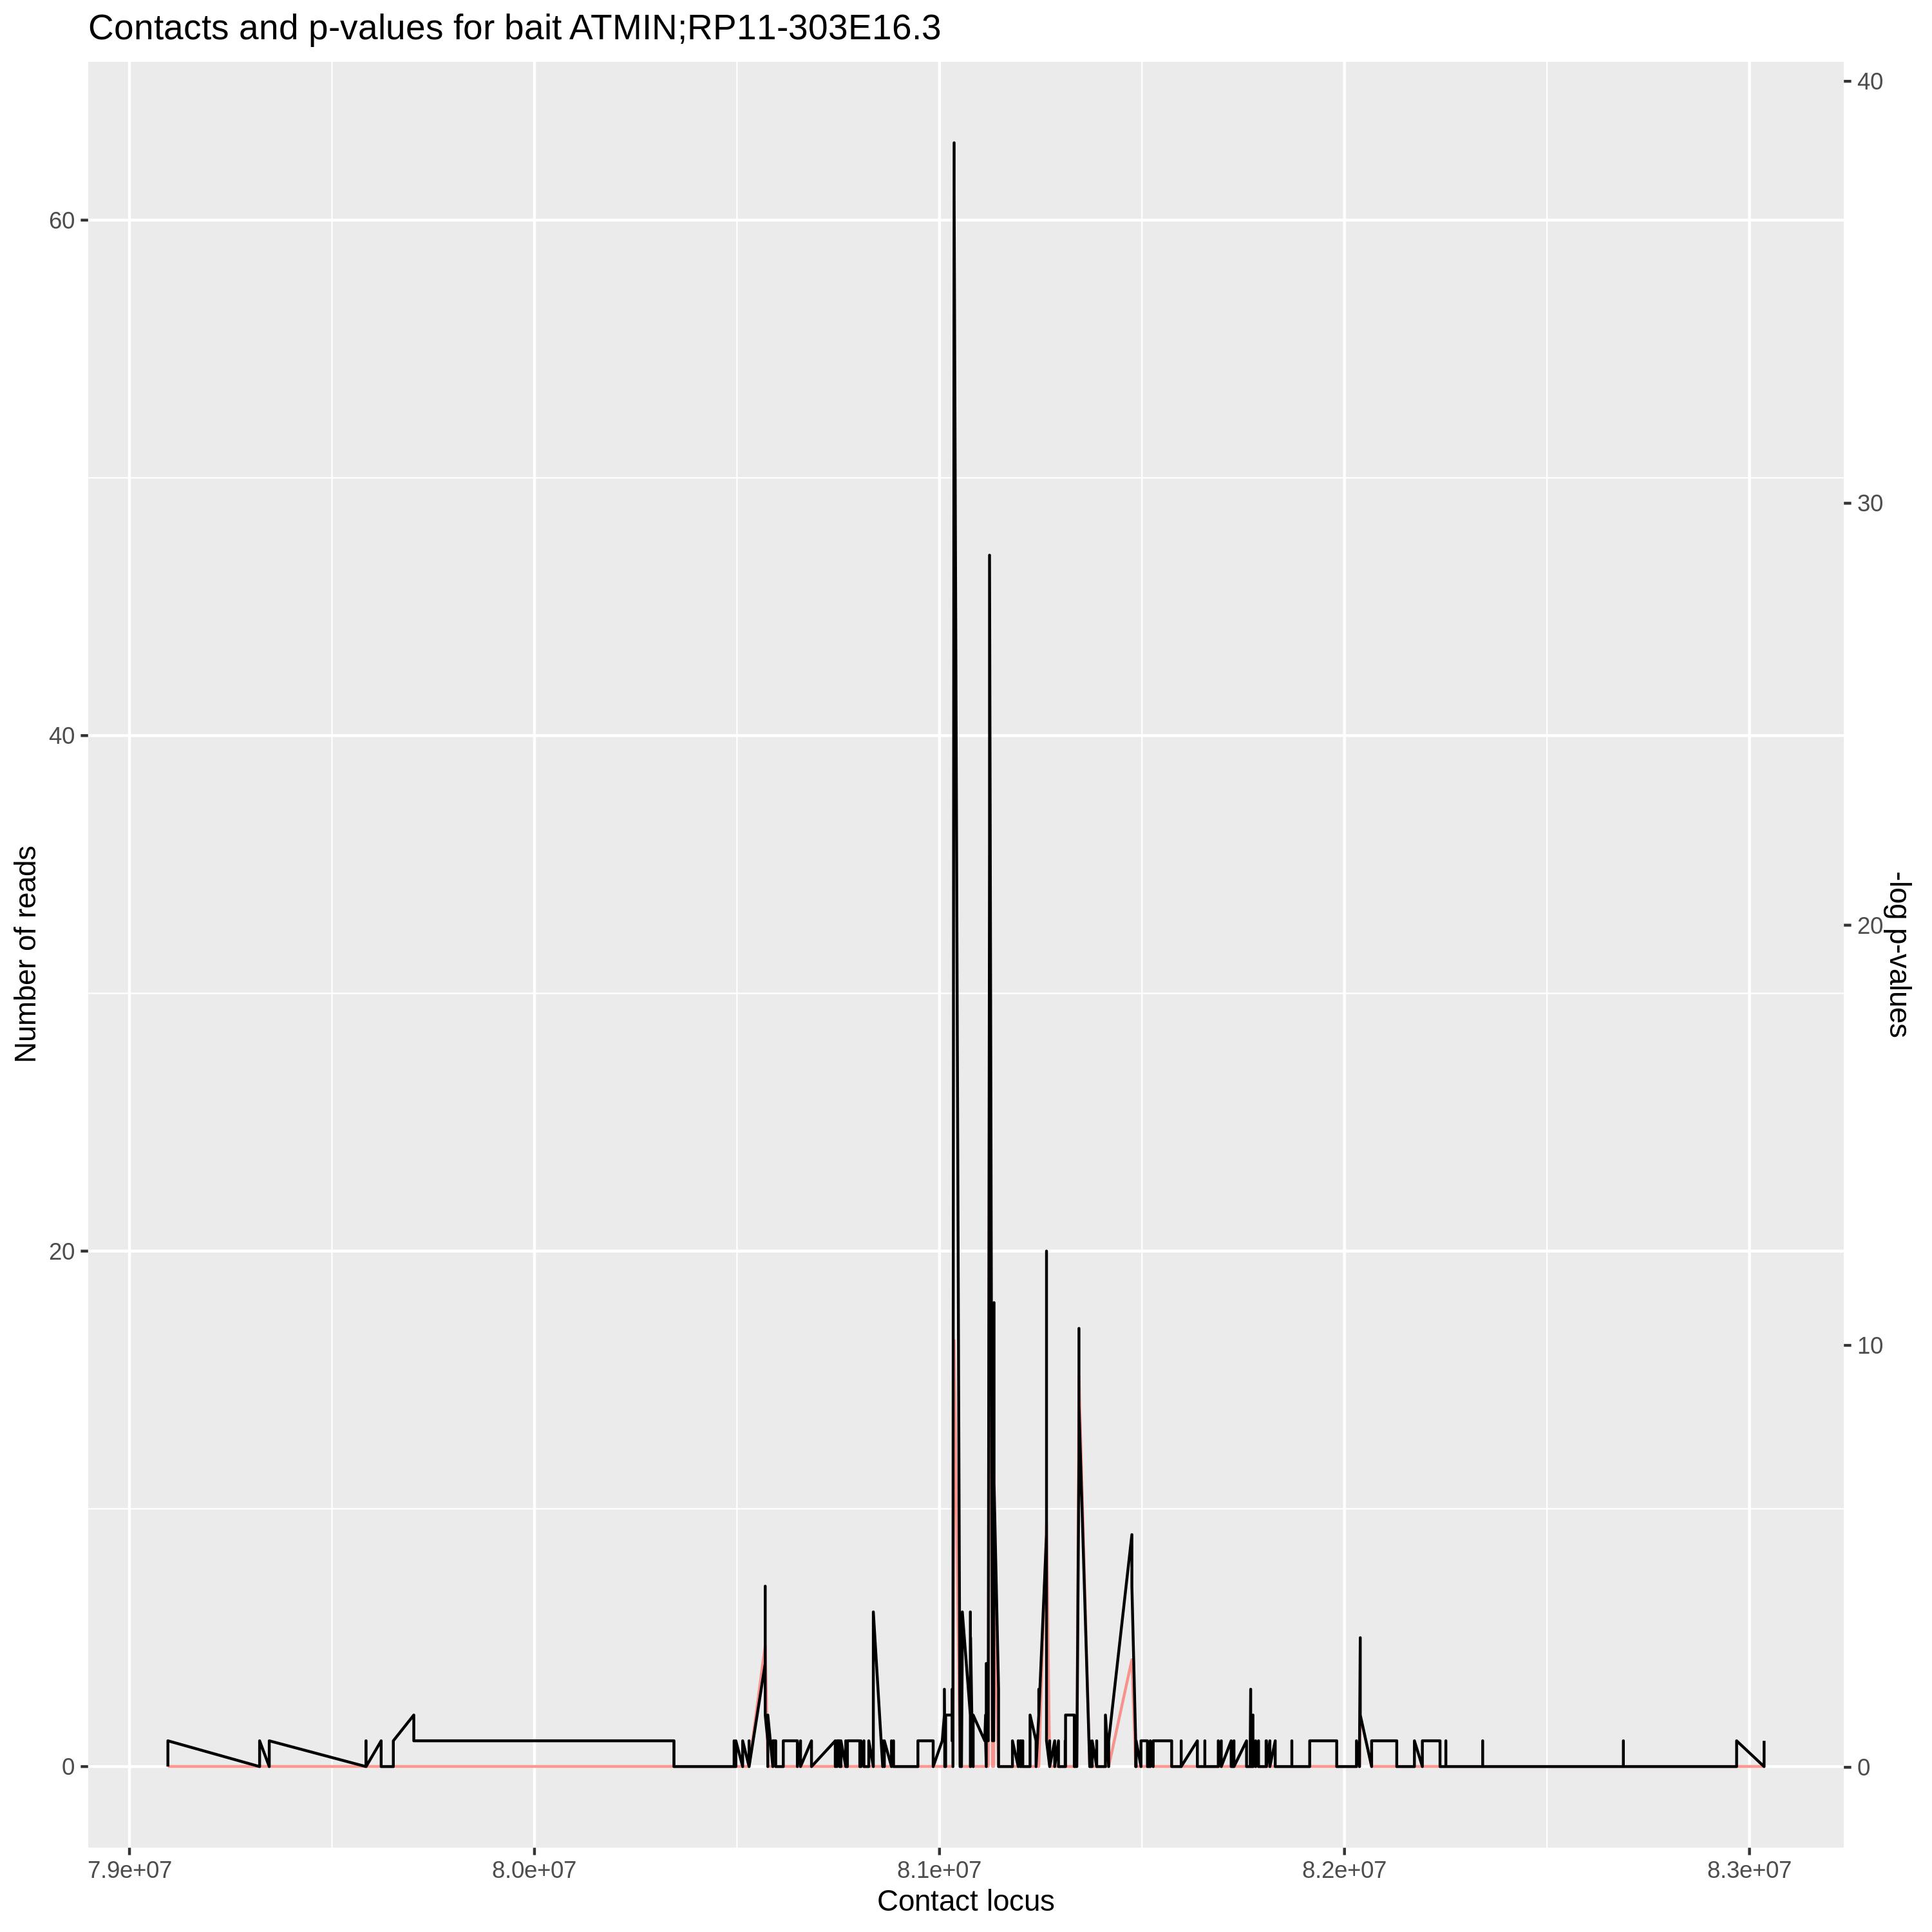 Contacts and p-values for bait ATMIN;RP11-303E16.3
60
40
20
0
40
30
20
10
0
Number of reads
-log p-values
7.9e+07 8.0e+07 8.1e+07 8.2e+07 8.3e+07
Contact locus